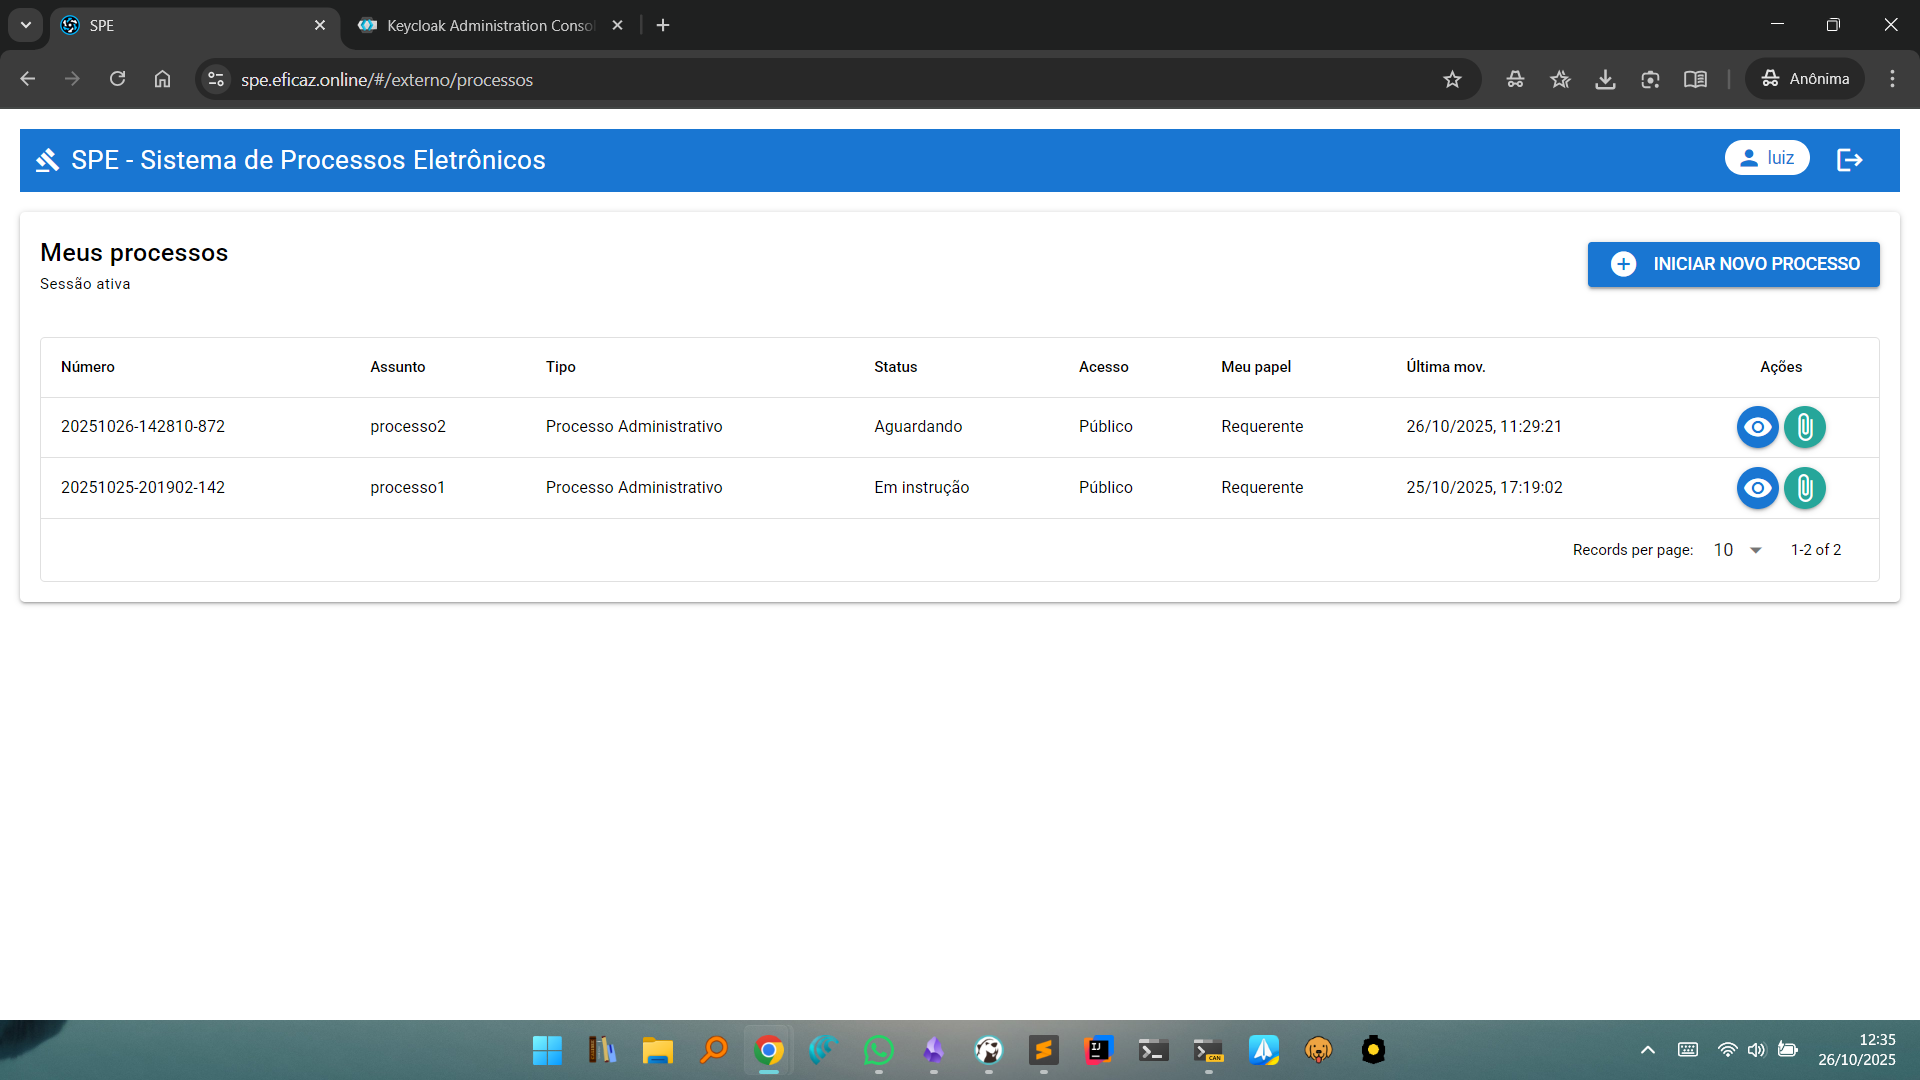 SPE
Keycloak Administration Consol
spe.eficaz.online/#/externo/processos
Anônima
SPE - Sistema de Processos Eletrônicos
luiz
Meus processos
Sessão ativa
INICIAR NOVO PROCESSO
Número Assunto Tipo Status Acesso Meu papel Última mov. Ações
20251026-142810-872 processo2 Processo Administrativo Aguardando Público Requerente 26/10/2025, 11:29:21
20251025-201902-142 processo1 Processo Administrativo Em instrução Público Requerente 25/10/2025, 17:19:02
Records per page: 10 1-2 of 2
IJ
CAN
12:35
26/10/2025